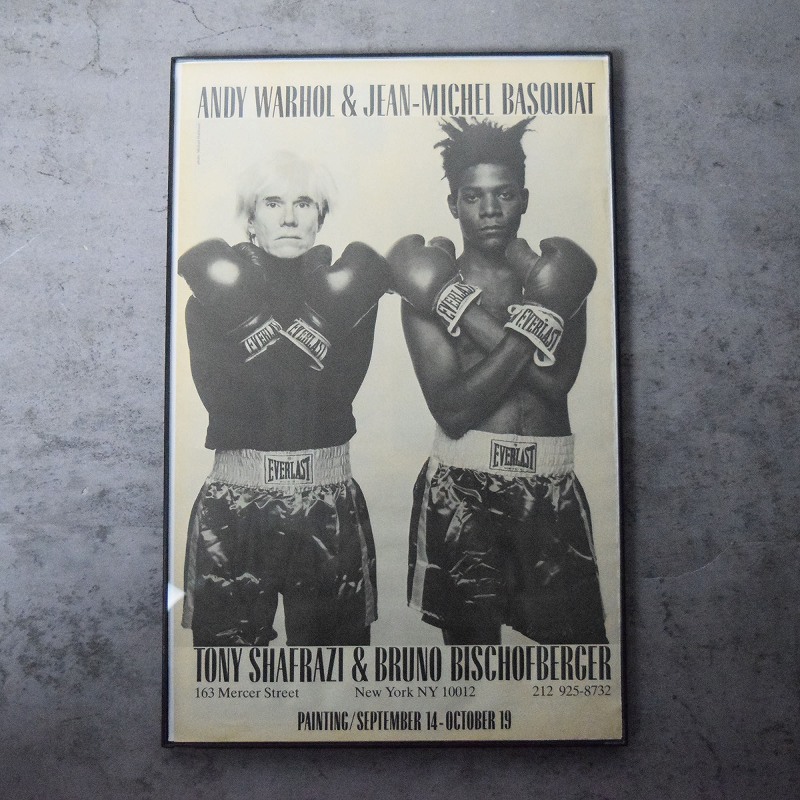 ANDY WARHOL & JEAN-MICHEL BASQUIAT
EVERLAST
EVERLAST
EVERLAST
EVERLAST
EVERLAST
EVERLAST
TONY SHAFRAZI & BRUNO BISCHOFBERGER
163 Mercer Street New York NY 10012 212 925-8732
PAINTING/SEPTEMBER 14-OCTOBER 19